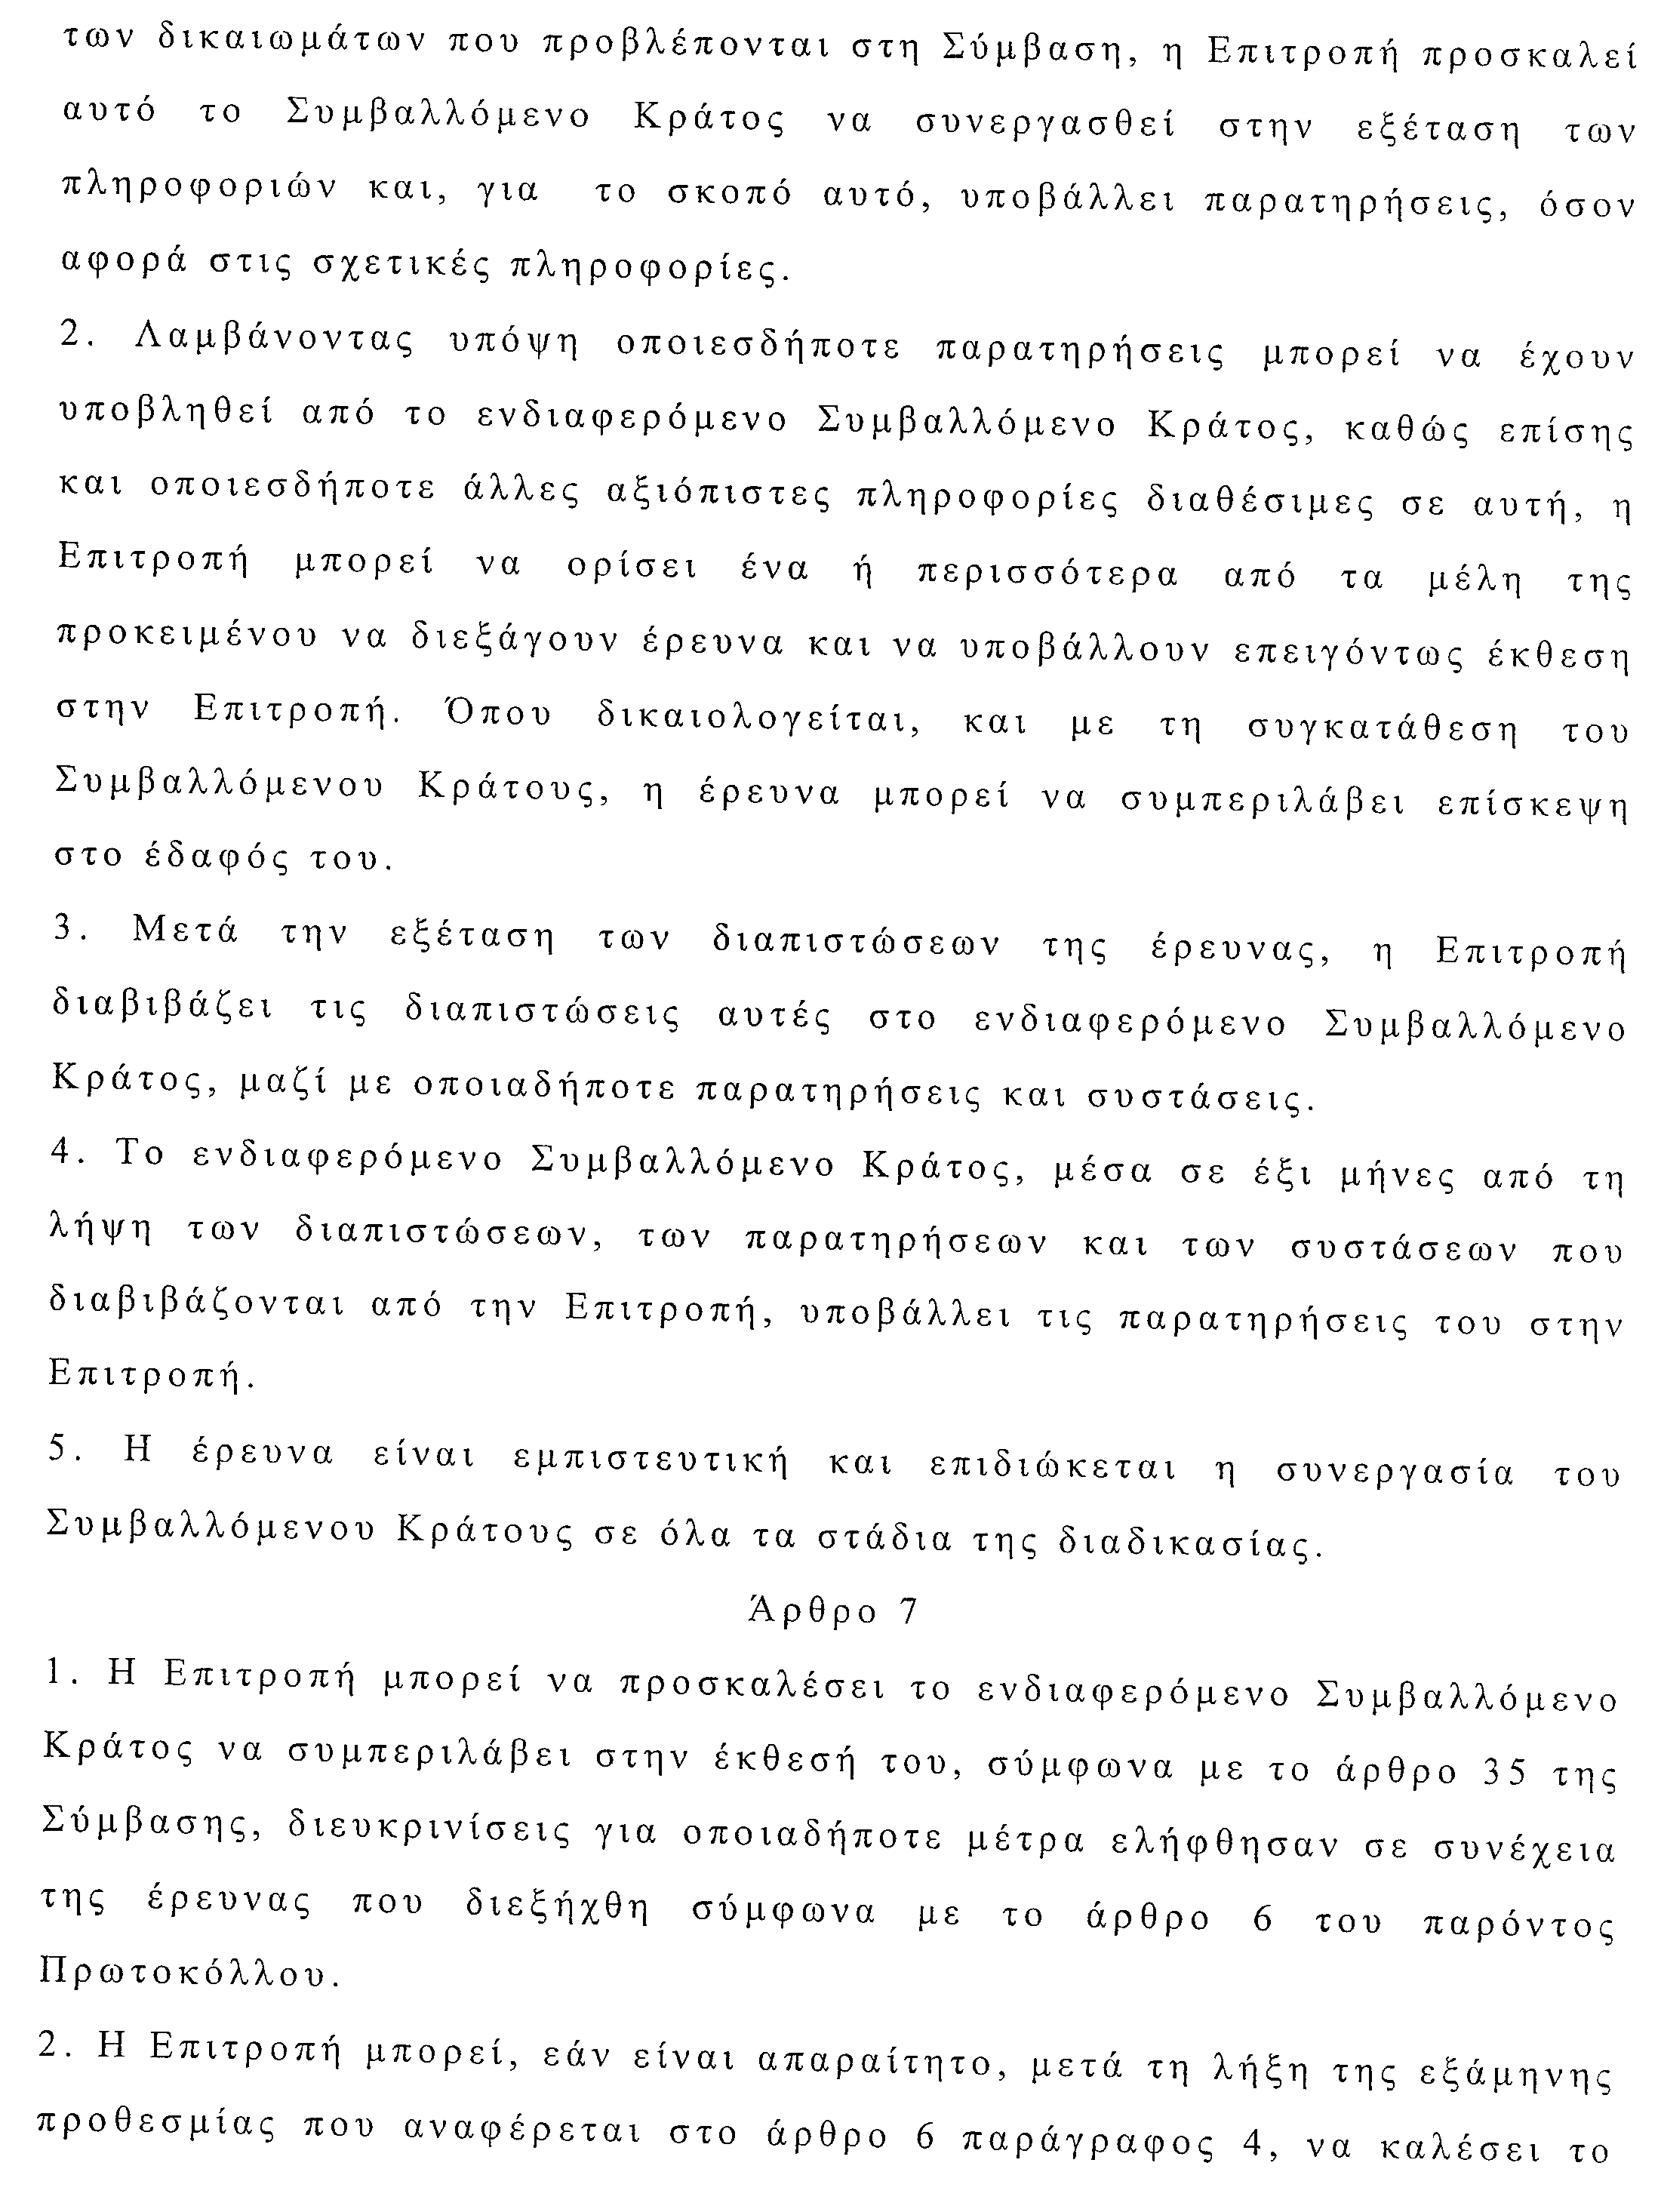 των δικαιωμάτων που προβλέπονται στη Σύμβαση, η Επιτροπή προσκαλεί
αυτό το Συμβαλλόμενο Κράτος να συνεργασθεί στην εξέταση των
πληροφοριών και, για το σκοπό αυτό, υποβάλλει παρατηρήσεις, όσον
αφορά στις σχετικές πληροφορίες.
2. Λαμβάνοντας υπόψη οποιεσδήποτε παρατηρήσεις μπορεί να έχουν
υποβληθεί από το ενδιαφερόμενο Συμβαλλόμενο Κράτος, καθώς επίσης
και οποιεσδήποτε άλλες αξιόπιστες πληροφορίες διαθέσιμες σε αυτή, η
Επιτροπή μπορεί να ορίσει ένα ή περισσότερα από τα μέλη της
προκειμένου να διεξάγουν έρευνα και να υποβάλλουν επειγόντως έκθεση
στην Επιτροπή. Όπου δικαιολογείται, και με τη συγκατάθεση του
Συμβαλλόμενου Κράτους, η έρευνα μπορεί να συμπεριλάβει επίσκεψη
στο έδαφός του.
3. Μετά την εξέταση των διαπιστώσεων της έρευνας, η Επιτροπή
διαβιβάζει τις διαπιστώσεις αυτές στο ενδιαφερόμενο Συμβαλλόμενο
Κράτος, μαζί με οποιαδήποτε παρατηρήσεις και συστάσεις.
4. Το ενδιαφερόμενο Συμβαλλόμενο Κράτος, μέσα σε έξι μήνες από τη
λήψη των διαπιστώσεων, των παρατηρήσεων και των συστάσεων που
διαβιβάζονται από την Επιτροπή, υποβάλλει τις παρατηρήσεις του στην
Επιτροπή.
5. Η έρευνα είναι εμπιστευτική και επιδιώκεται η συνεργασία του
Συμβαλλόμενου Κράτους σε όλα τα στάδια της διαδικασίας.
Άρθρο 7
1. Η Επιτροπή μπορεί να προσκαλέσει το ενδιαφερόμενο Συμβαλλόμενο
Κράτος να συμπεριλάβει στην έκθεσή του, σύμφωνα με το άρθρο 35 της
Σύμβασης, διευκρινίσεις για οποιαδήποτε μέτρα ελήφθησαν σε συνέχεια
της έρευνας που διεξήχθη σύμφωνα με το άρθρο 6 του παρόντος
Πρωτοκόλλου.
2. Η Επιτροπή μπορεί, εάν είναι απαραίτητο, μετά τη λήξη της εξάμηνης
προθεσμίας που αναφέρεται στο άρθρο 6 παράγραφος 4, να καλέσει το